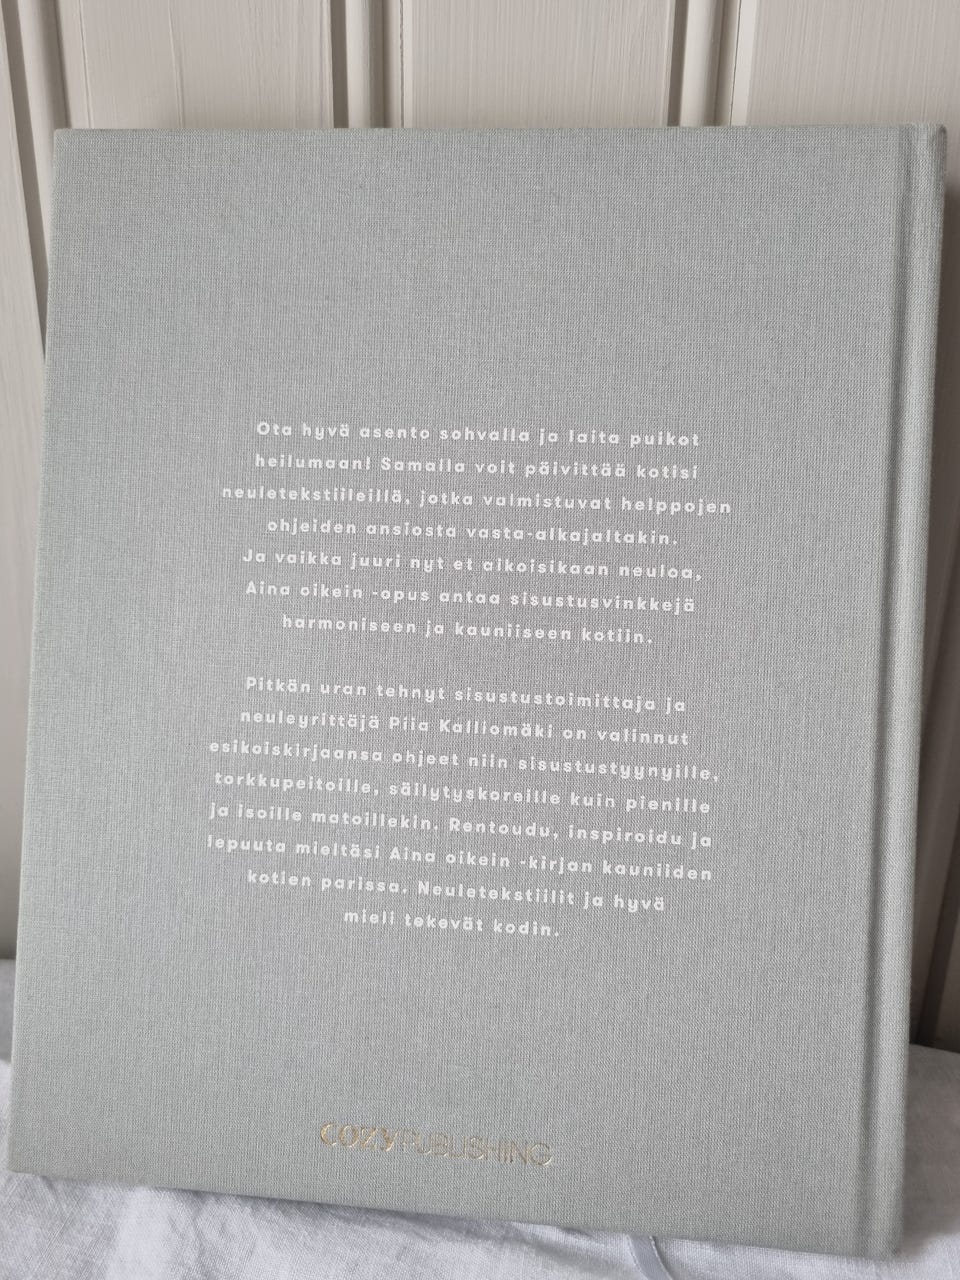 Ota hyvä asento sohvalla ja laita puikot
heilumaan! Samalla voit päivittää kotisi
neuletekstiileillä, jotka valmistuvat helppojen
ohjeiden ansiosta vasta-alkajaltakin.
Ja vaikka juuri nyt et aikoisikaan neuloa,
Aina oikein -opus antaa sisustusvinkkejä
harmoniseen ja kauniiseen kotiin.
Pitkän uran tehnyt sisustustoimittaja ja
neuleyrittäjä Piia Kalliomäki on valinnut
esikoiskirjaansa ohjeet niin sisustustyynyille,
torkkupeitoille, säilytyskoreille kuin pienille
ja isoille matoillekin. Rentoudu, inspiroidu ja
lepuuta mieltäsi Aina oikein -kirjan kauniiden
kotien parissa. Neuletekstiilit ja hyvä
mieli tekevät kodin.
COZYPUBLISHING